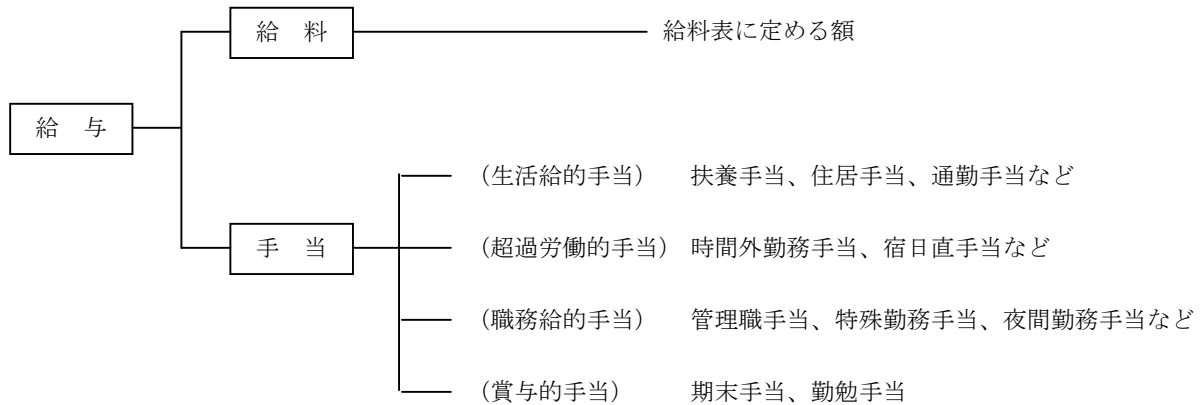 給　料　給料表に定める額
給　与
(生活給的手当)　扶養手当、住居手当、通勤手当など
手　当　(超過労働的手当)　時間外勤務手当、宿日直手当など
(職務給的手当)　管理職手当、特殊勤務手当、夜間勤務手当など
(賞与的手当)　期末手当、勤勉手当